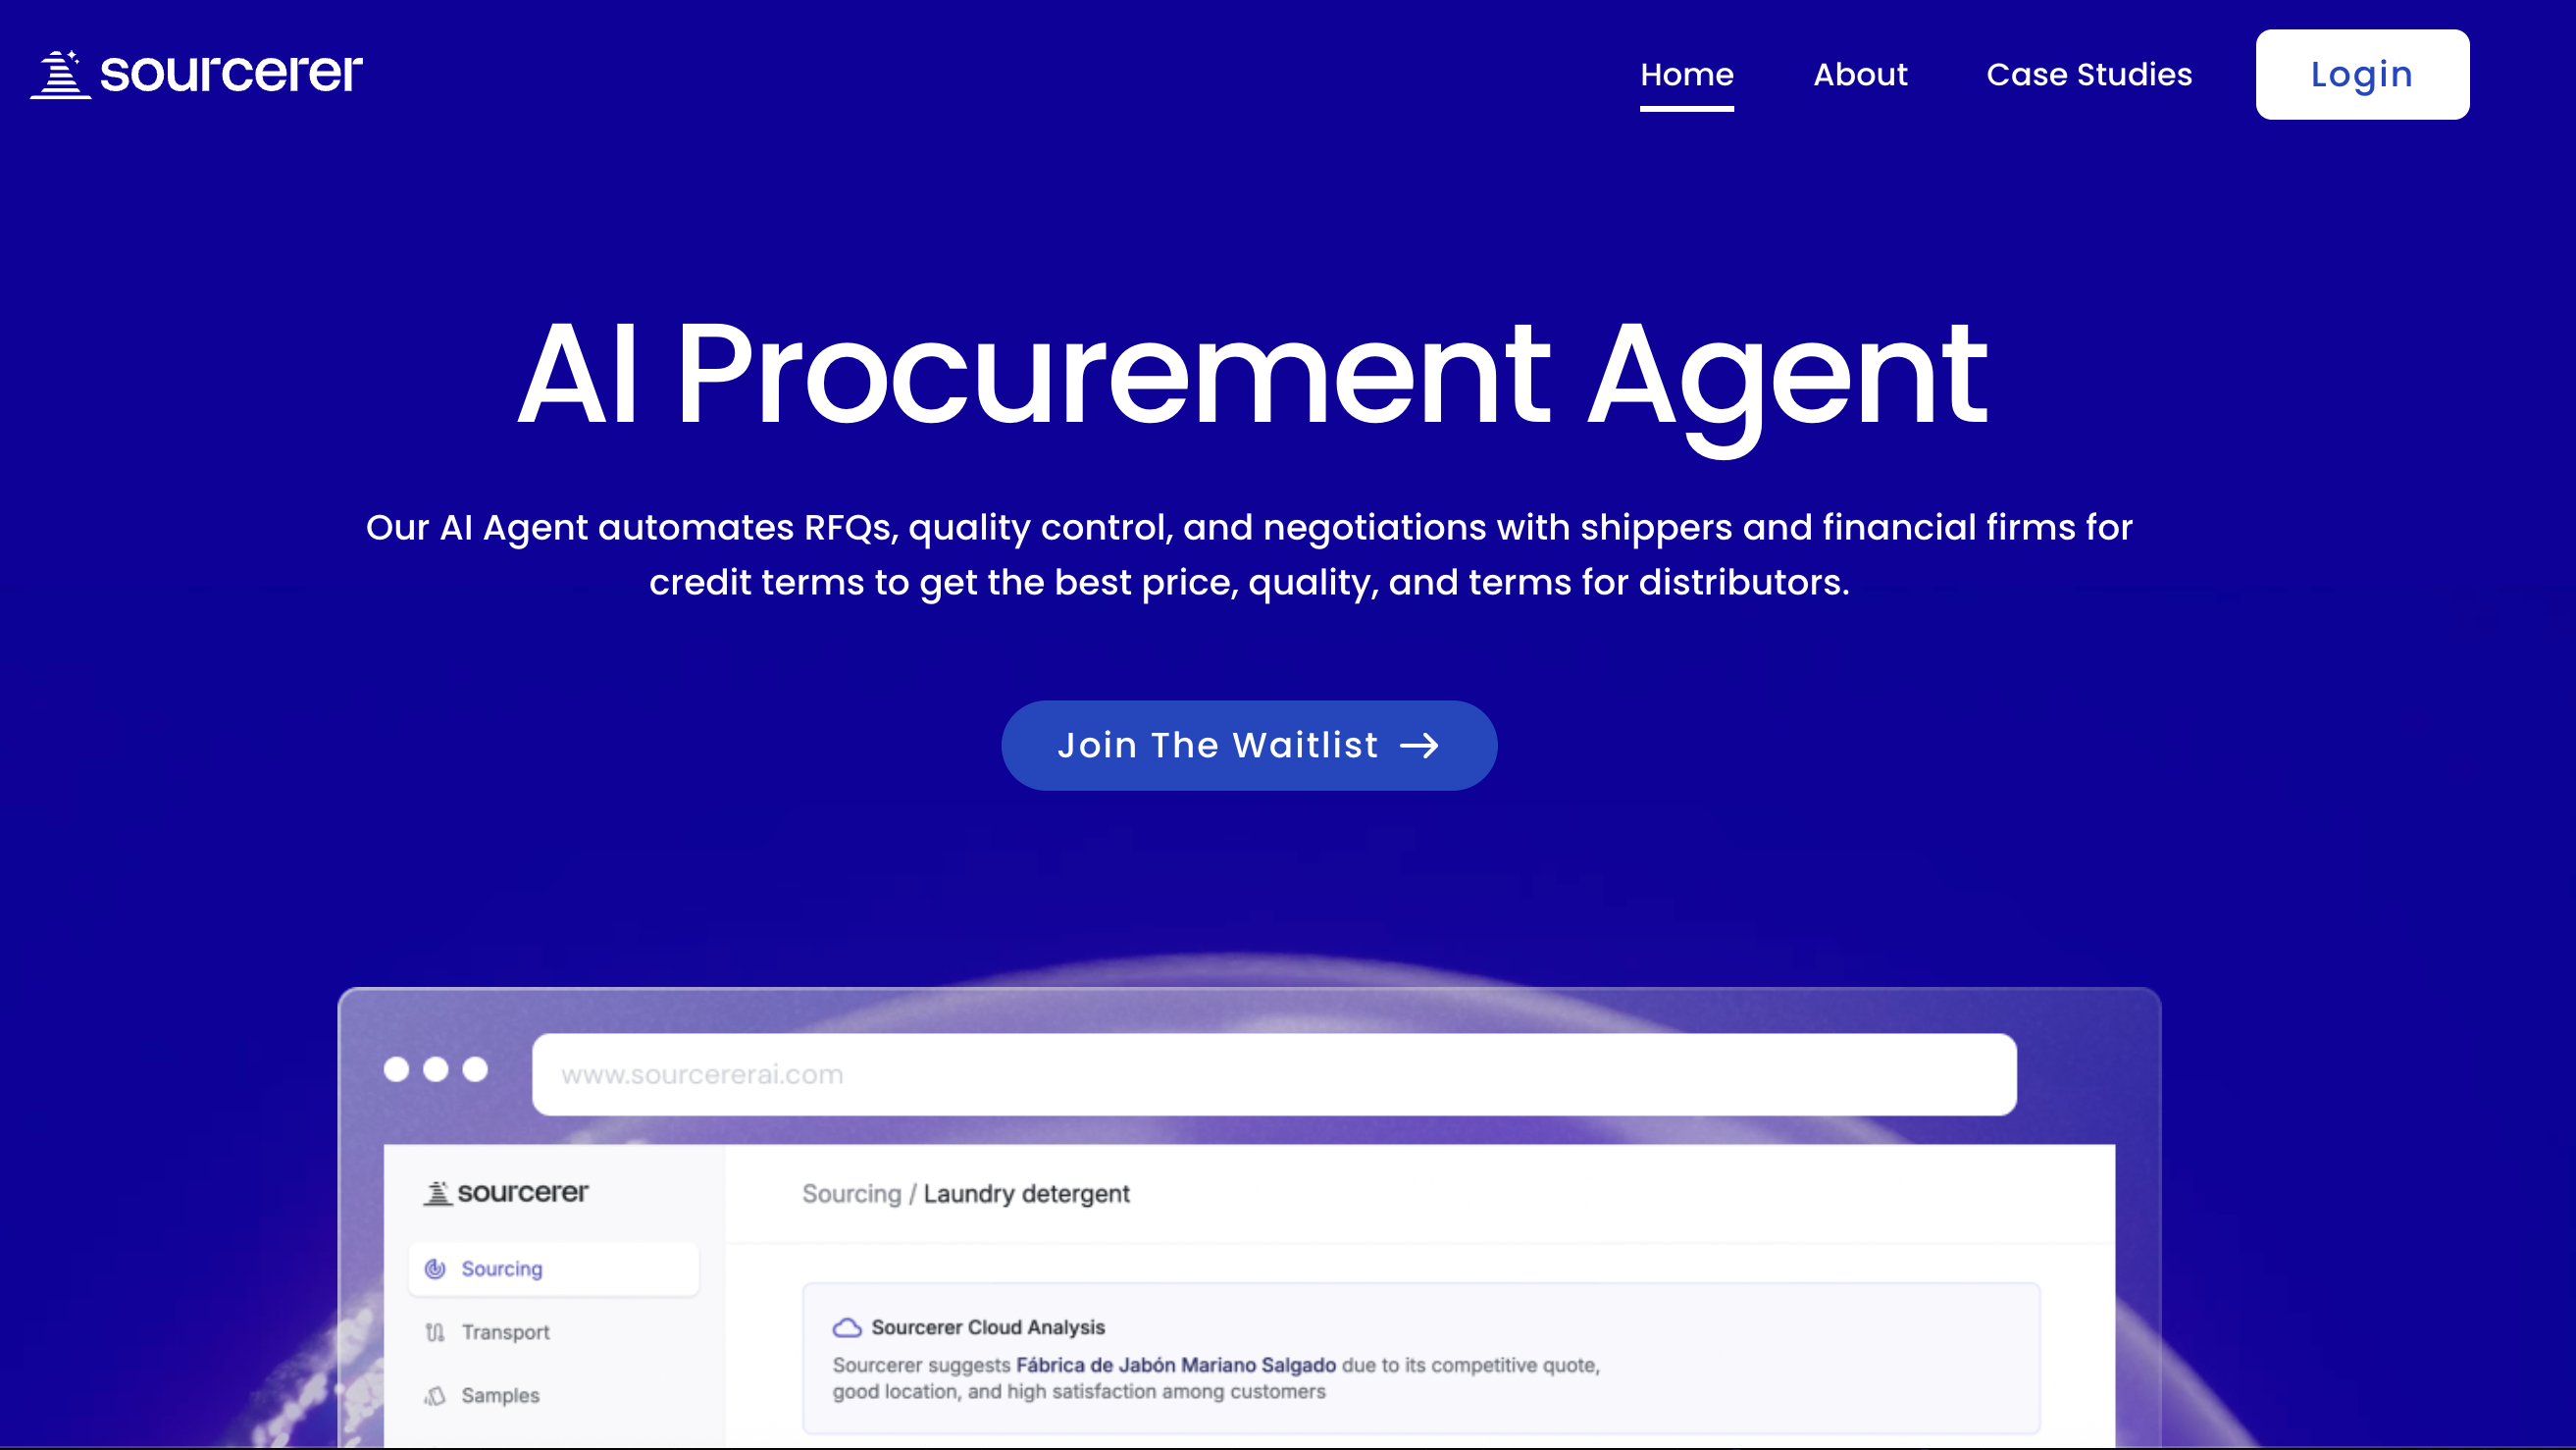 sourcerer
Home
About
Case Studies
Login
AI Procurement Agent
Our AI Agent automates RFQs, quality control, and negotiations with shippers and financial firms for
credit terms to get the best price, quality, and terms for distributors.
Join The Waitlist
www.sourcererai.com
sourcerer
Sourcing
Transport
Samples
Sourcing / Laundry detergent
Sourcerer Cloud Analysis
Sourcerer suggests Fábrica de Jabón Mariano Salgado due to its competitive quote,
good location, and high satisfaction among customers